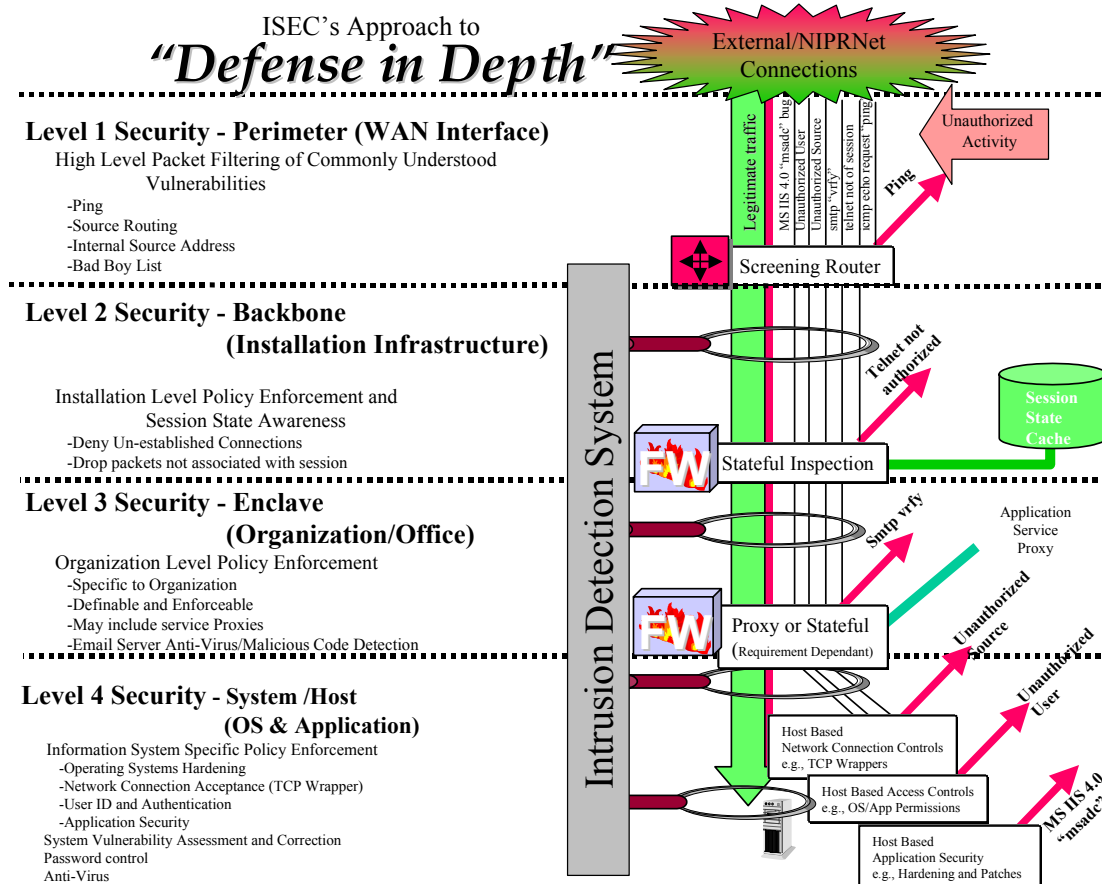 ISEC's Approach to
"Defense in Depth"
External/NIPRNet
Connections
Level 1 Security - Perimeter (WAN Interface)
High Level Packet Filtering of Commonly Understood
Vulnerabilities
-Ping
-Source Routing
-Internal Source Address
-Bad Boy List
Legitimate traffic
MS IIS 4.0 "msadc" bug
Unauthorized User
Unauthorized Source
smtp "vrfy"
telnet not of session
icmp echo request "ping"
Unauthorized
Activity
Ping
Screening Router
Level 2 Security - Backbone
(Installation Infrastructure)
Installation Level Policy Enforcement and
Session State Awareness
-Deny Un-established Connections
-Drop packets not associated with session
Intrusion Detection System
Telnet not
authorized
Session
State
Cache
FW
Stateful Inspection
Level 3 Security - Enclave
(Organization/Office)
Organization Level Policy Enforcement
-Specific to Organization
-Definable and Enforceable
-May include service Proxies
-Email Server Anti-Virus/Malicious Code Detection
Smtp vrfy
Application
Service
Proxy
FW
Proxy or Stateful
(Requirement Dependant)
Unauthorized
Source
Unauthorized
User
Level 4 Security - System /Host
(OS & Application)
Information System Specific Policy Enforcement
-Operating Systems Hardening
-Network Connection Acceptance (TCP Wrapper)
-User ID and Authentication
-Application Security
System Vulnerability Assessment and Correction
Password control
Anti-Virus
Host Based
Network Connection Controls
e.g., TCP Wrappers
Host Based Access Controls
e.g., OS/App Permissions
Host Based
Application Security
e.g., Hardening and Patches
MS IIS 4.0
"msadc"